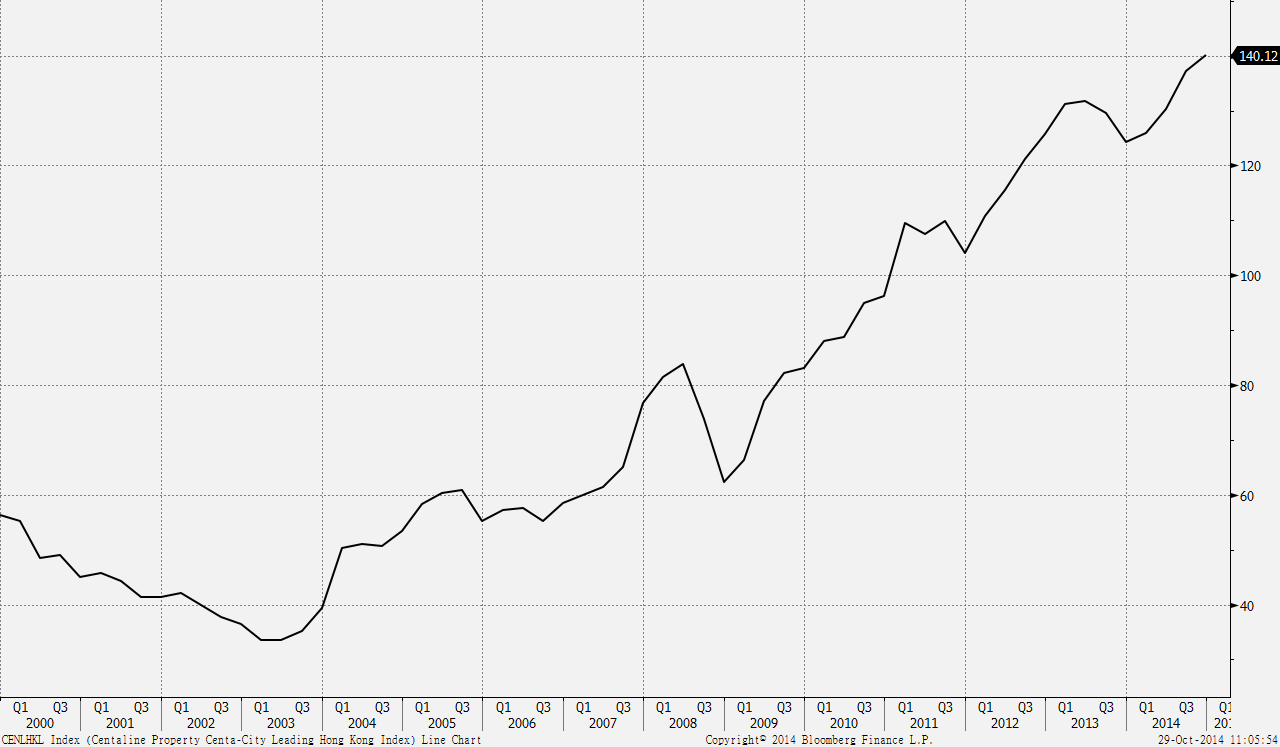 140.12
120
100
80
60
40
Q1 Q3 Q1 Q3 Q1 Q3 Q1 Q3 Q1 Q3 Q1 Q3 Q1 Q3 Q1 Q3 Q1 Q3 Q1 Q3 Q1 Q3 Q1 Q3 Q1 Q3 Q1 Q3 Q1 Q3 Q1
2000 2001 2002 2003 2004 2005 2006 2007 2008 2009 2010 2011 2012 2013 2014 201
CENLHKL Index (Centaline Property Centa-City Leading Hong Kong Index) Line Chart Copyright© 2014 Bloomberg Finance L.P. 29-Oct-2014 11:05:54